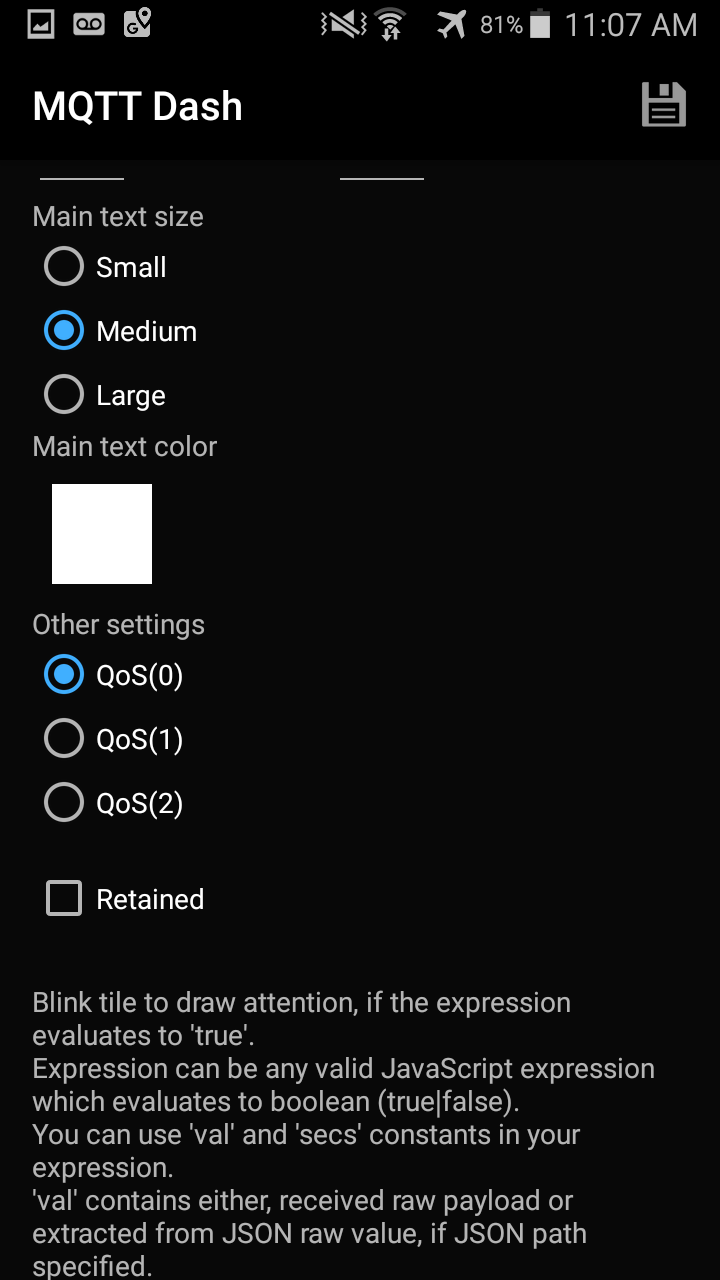 81% 11:07 AM
MQTT Dash
Main text size
Small
Medium
Large
Main text color
Other settings
QoS(0)
QoS(1)
QoS(2)
Retained
Blink tile to draw attention, if the expression
evaluates to 'true'.
Expression can be any valid JavaScript expression
which evaluates to boolean (true|false).
You can use 'val' and 'secs' constants in your
expression.
'val' contains either, received raw payload or
extracted from JSON raw value, if JSON path
specified.